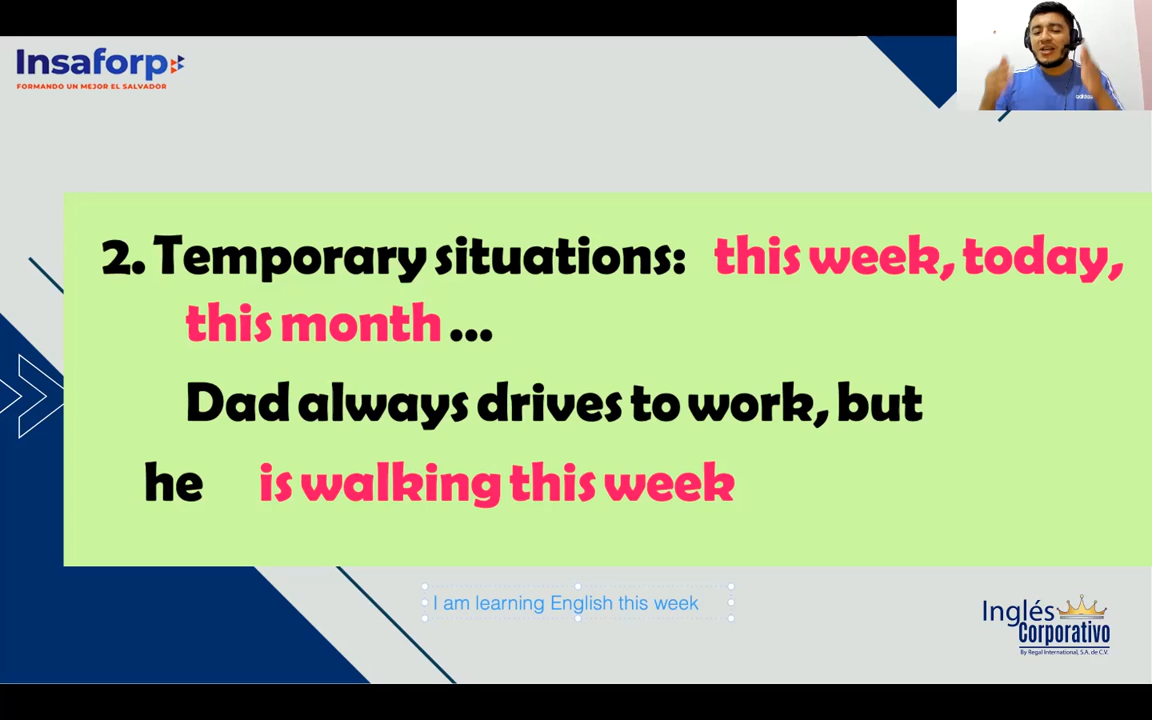 Insaforp
FORMANDO UN MEJOR EL SALVADOR
adidas
2. Temporary situations: this week, today,
this month ...
Dad always drives to work, but
he is walking this week
I am learning English this week
Inglés
Corporativo
By Regal International, S.A. de C.V.